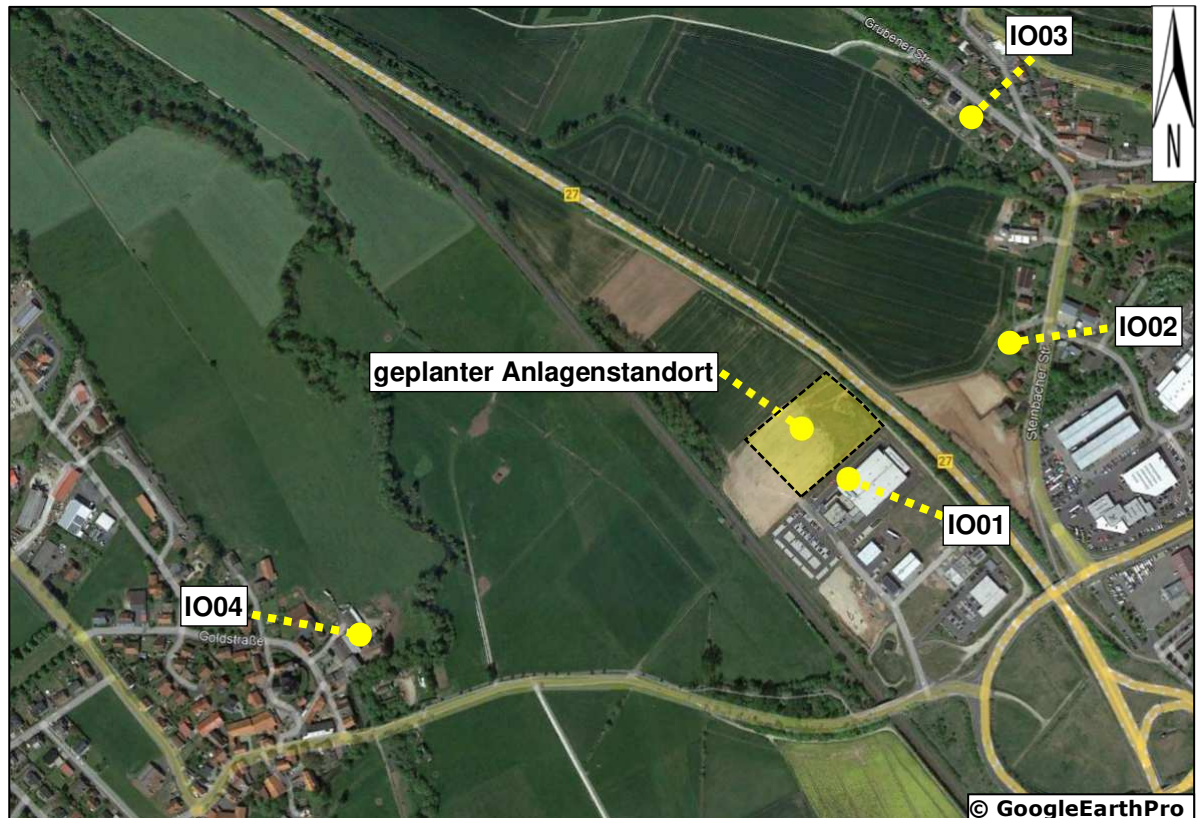 Grubener Str.
IO03
N
27
IO02
geplanter Anlagenstandort
Steinbacher Str.
27
IO01
IO04
Goldstraße
© GoogleEarthPro